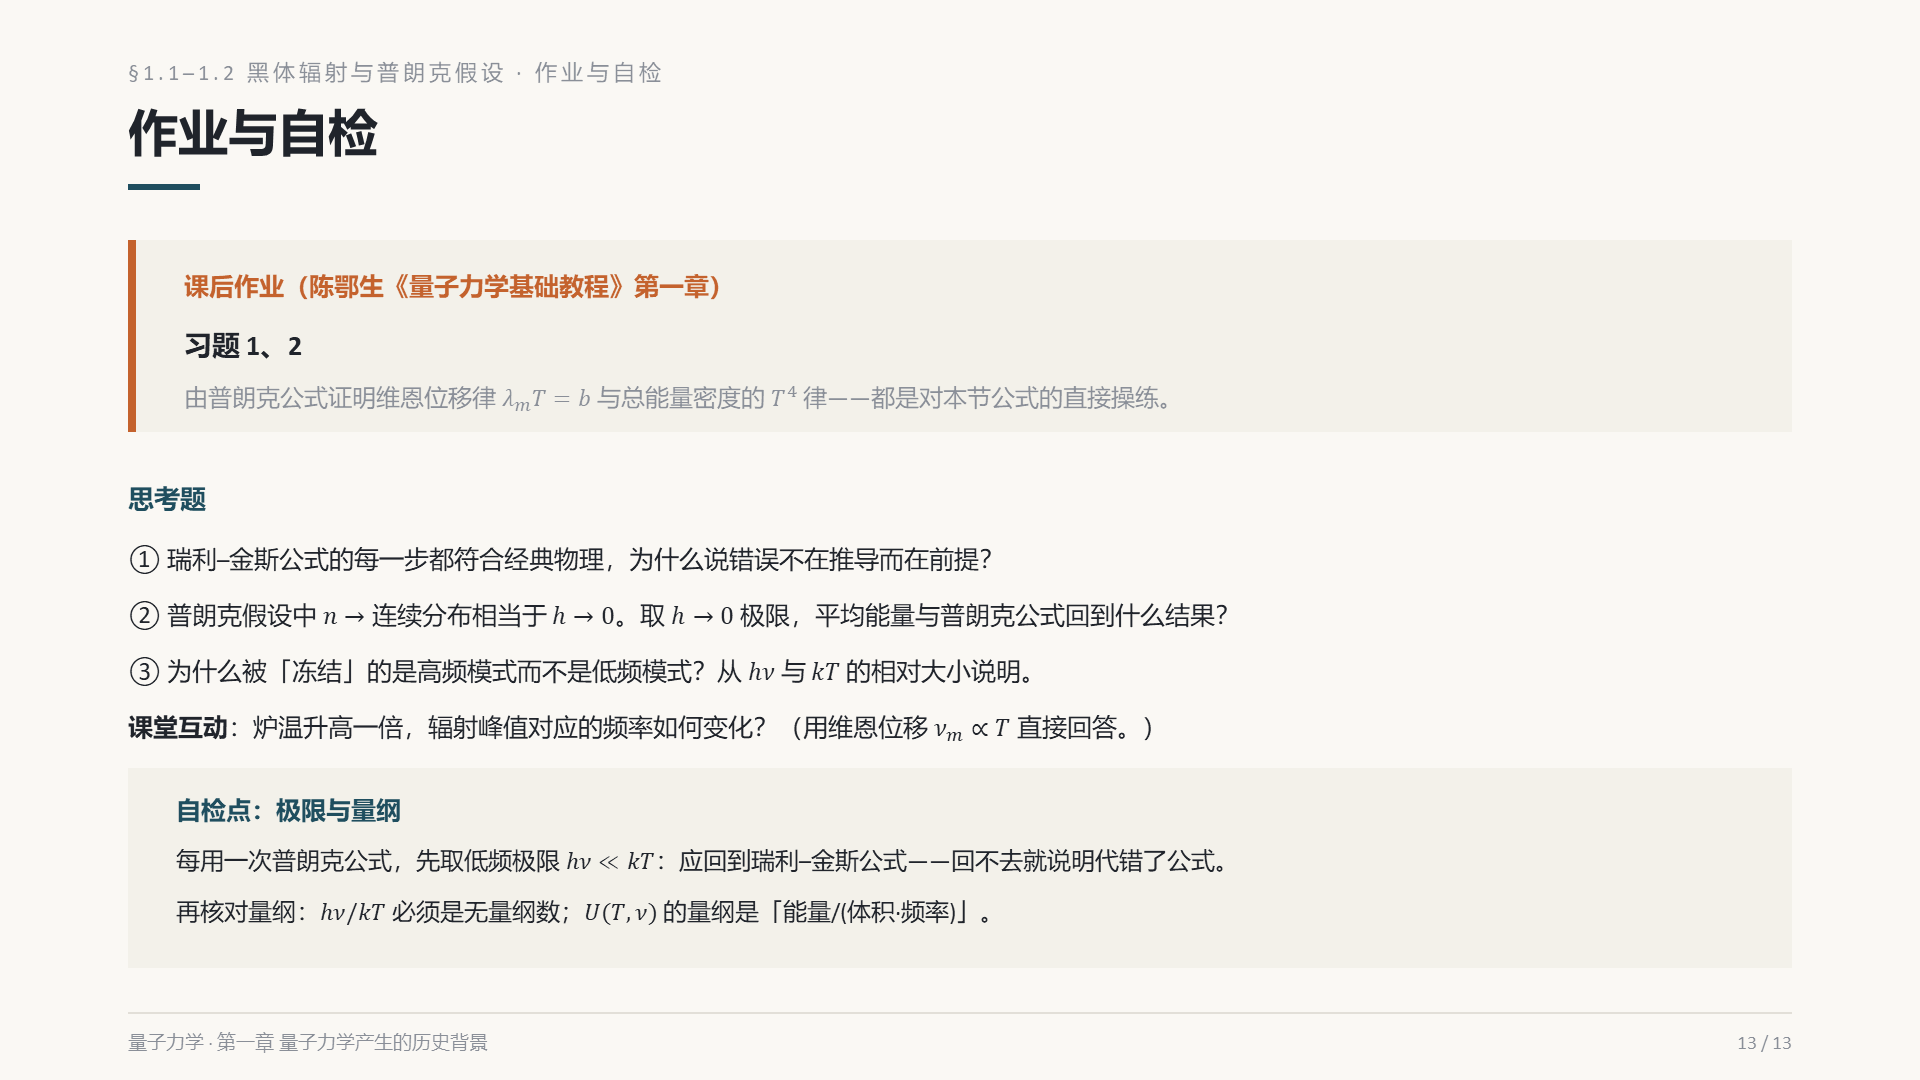 §1.1–1.2 黑体辐射与普朗克假设 · 作业与自检
作业与自检
课后作业（陈鄂生《量子力学基础教程》第一章）
习题 1、2
由普朗克公式证明维恩位移律 λₘT = b 与总能量密度的 T⁴ 律——都是对本节公式的直接操练。
思考题
① 瑞利–金斯公式的每一步都符合经典物理，为什么说错误不在推导而在前提？
② 普朗克假设中 n → 连续分布相当于 h → 0。取 h → 0 极限，平均能量与普朗克公式回到什么结果？
③ 为什么被「冻结」的是高频模式而不是低频模式？从 hν 与 kT 的相对大小说明。
课堂互动：炉温升高一倍，辐射峰值对应的频率如何变化？（用维恩位移 νₘ ∝ T 直接回答。）
自检点：极限与量纲
每用一次普朗克公式，先取低频极限 hν ≪ kT：应回到瑞利–金斯公式——回不去就说明代错了公式。
再核对量纲：hν/kT 必须是无量纲数；U(T, ν) 的量纲是「能量/(体积·频率)」。
量子力学 · 第一章 量子力学产生的历史背景
13 / 13